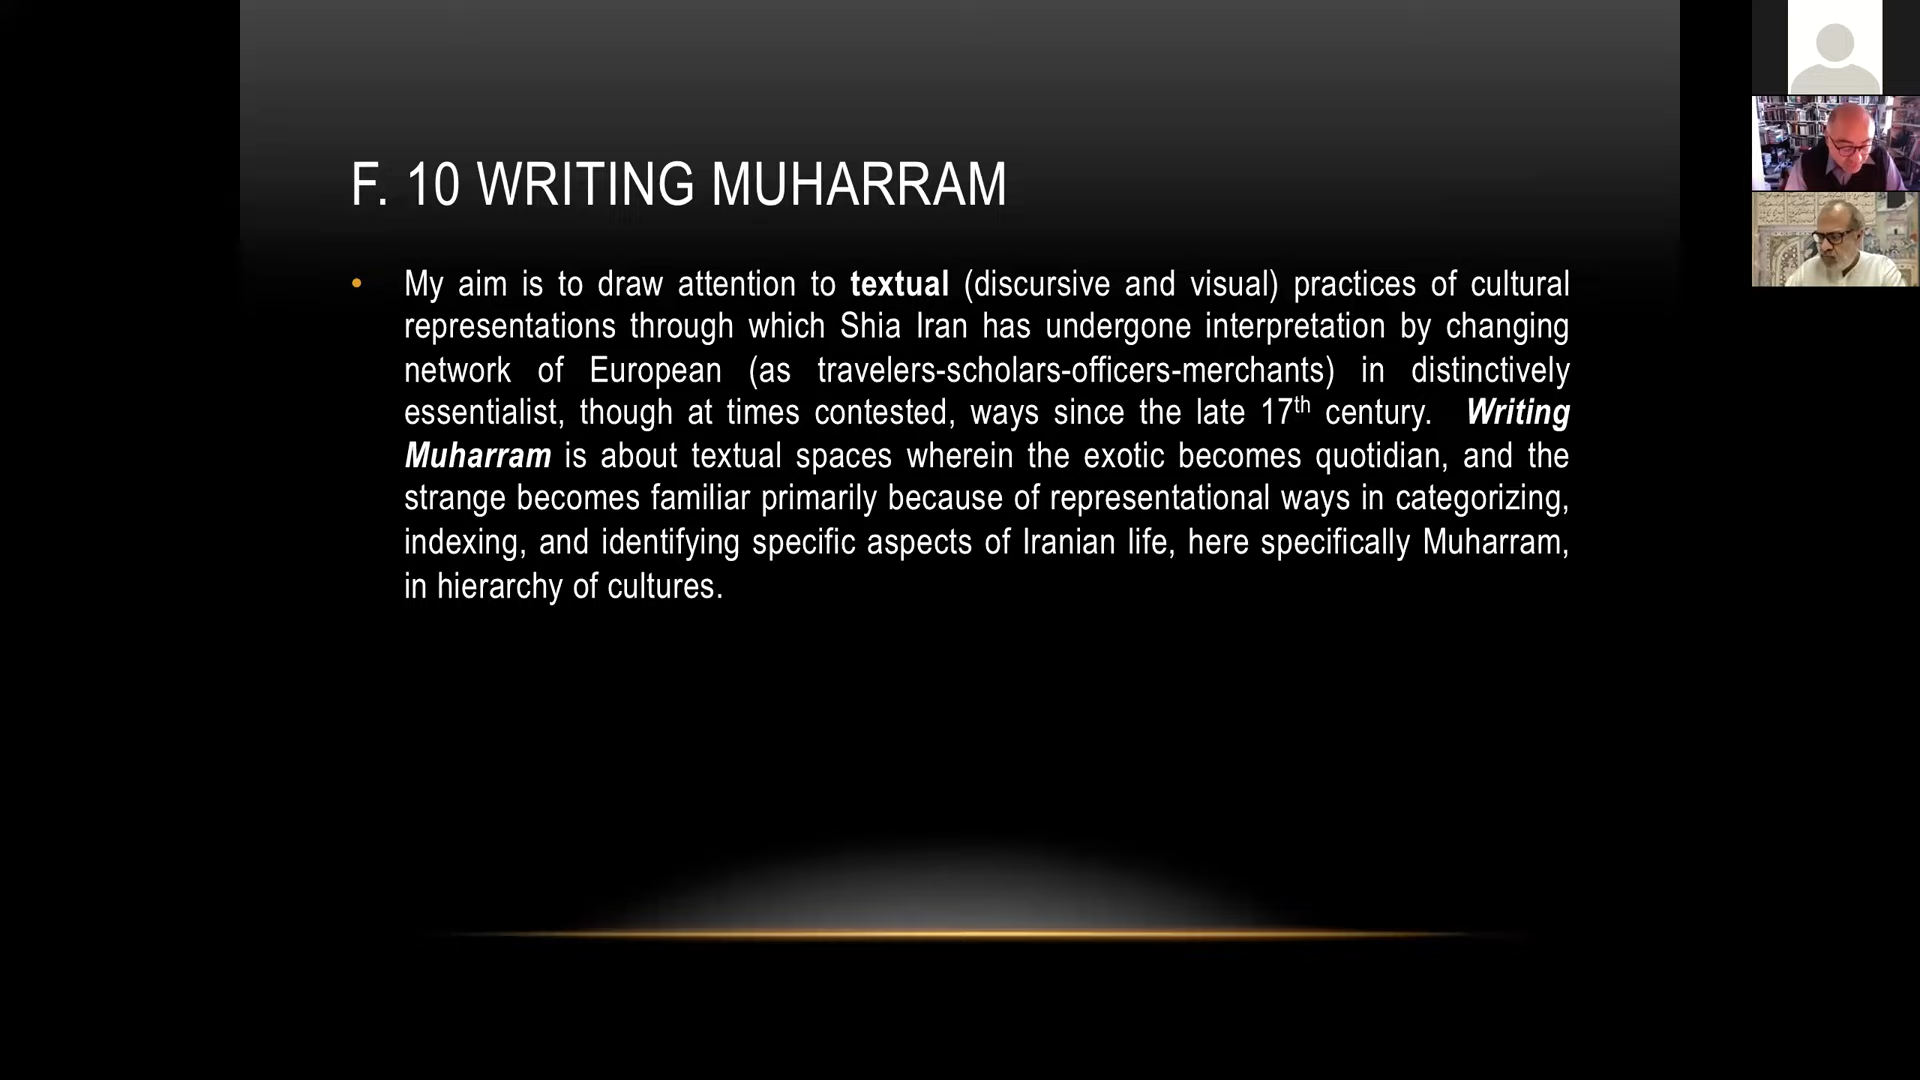 F. 10 WRITING MUHARRAM
• My aim is to draw attention to textual (discursive and visual) practices of cultural
representations through which Shia Iran has undergone interpretation by changing
network of European (as travelers-scholars-officers-merchants) in distinctively
essentialist, though at times contested, ways since the late 17th century. Writing
Muharram is about textual spaces wherein the exotic becomes quotidian, and the
strange becomes familiar primarily because of representational ways in categorizing,
indexing, and identifying specific aspects of Iranian life, here specifically Muharram,
in hierarchy of cultures.